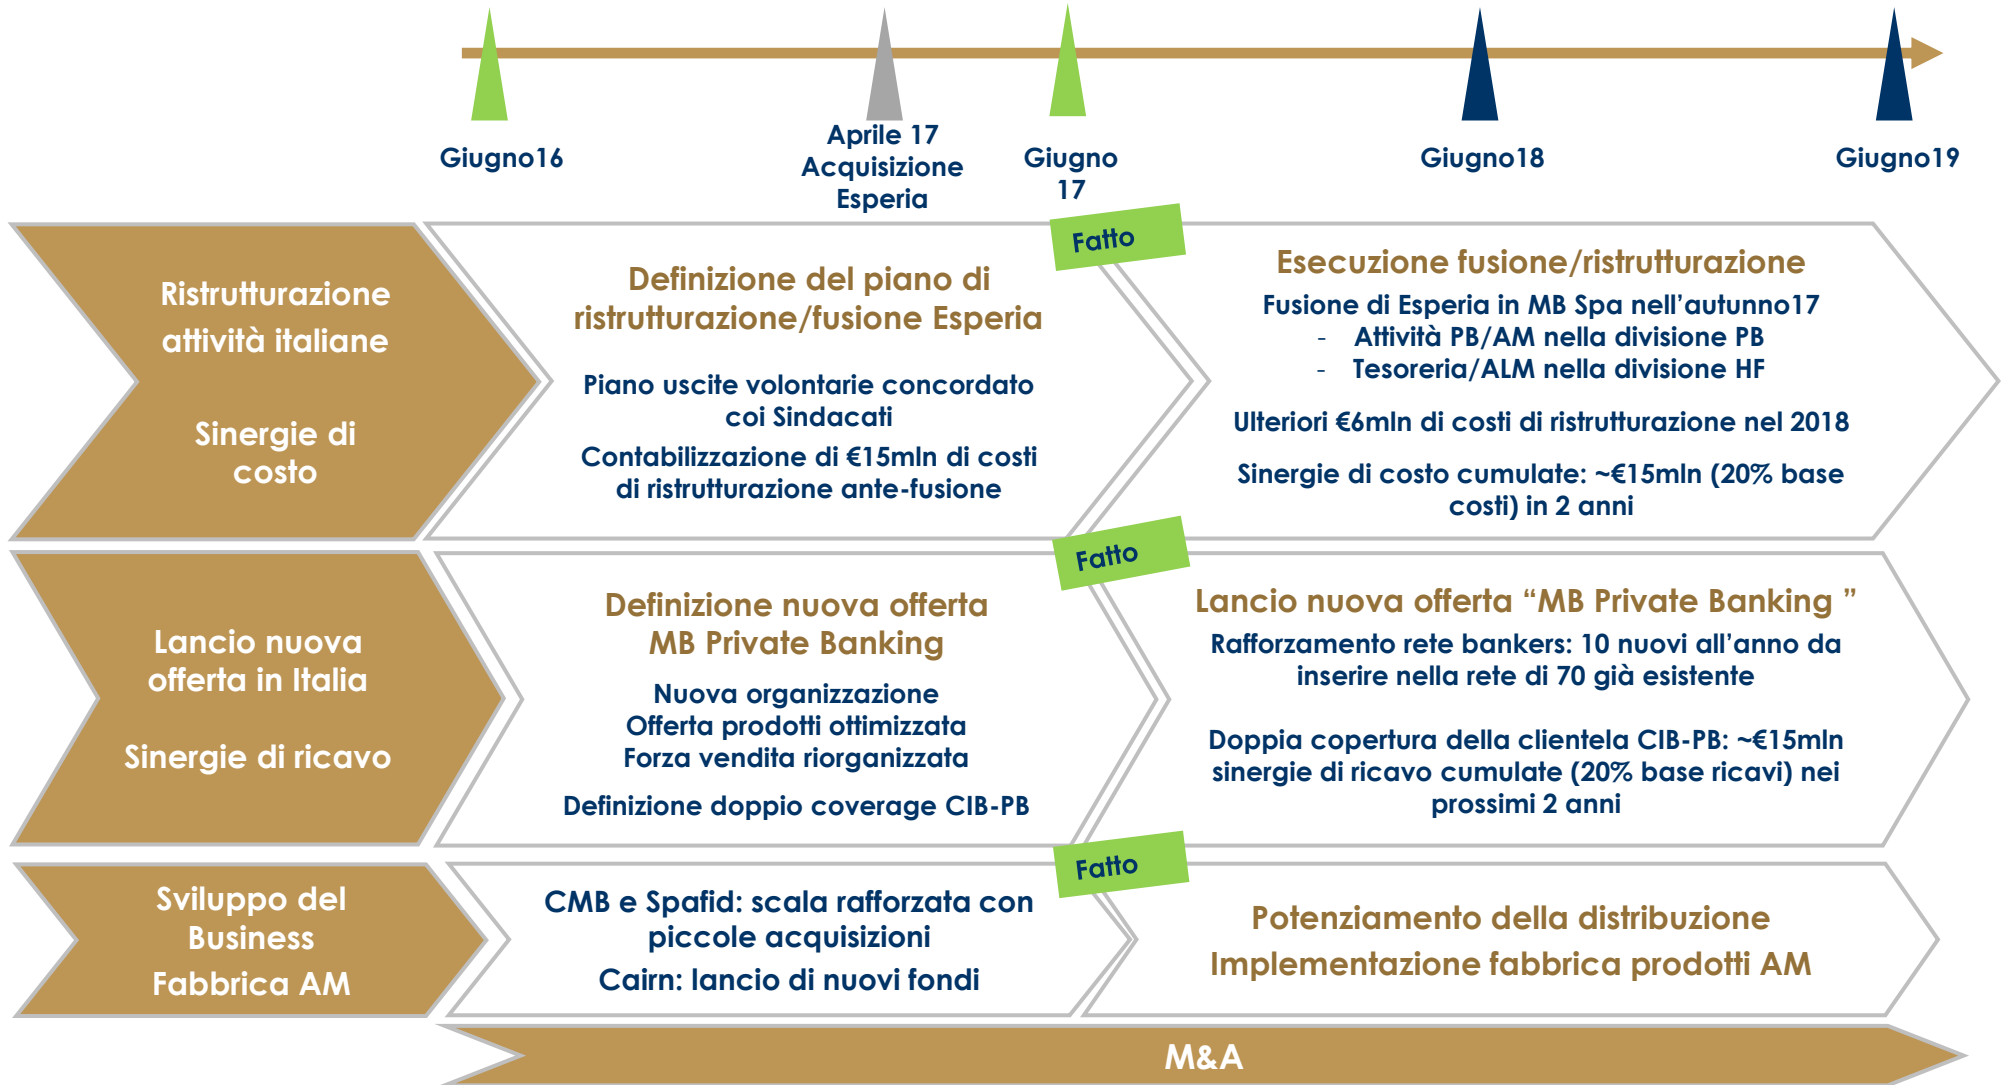 Giugno16
Aprile 17
Acquisizione
Esperia
Giugno
17
Giugno18
Giugno19
Ristrutturazione
attività italiane
Sinergie di
costo
Definizione del piano di
ristrutturazione/fusione Esperia
Piano uscite volontarie concordato
coi Sindacati
Contabilizzazione di €15mln di costi
di ristrutturazione ante-fusione
Fatto
Esecuzione fusione/ristrutturazione
Fusione di Esperia in MB Spa nell'autunno17
- Attività PB/AM nella divisione PB
- Tesoreria/ALM nella divisione HF
Ulteriori €6mln di costi di ristrutturazione nel 2018
Sinergie di costo cumulate: ~€15mln (20% base
costi) in 2 anni
Lancio nuova
offerta in Italia
Sinergie di ricavo
Definizione nuova offerta
MB Private Banking
Nuova organizzazione
Offerta prodotti ottimizzata
Forza vendita riorganizzata
Definizione doppio coverage CIB-PB
Fatto
Lancio nuova offerta “MB Private Banking ”
Rafforzamento rete bankers: 10 nuovi all’anno da
inserire nella rete di 70 già esistente
Doppia copertura della clientela CIB-PB: ~€15mln
sinergie di ricavo cumulate (20% base ricavi) nei
prossimi 2 anni
Sviluppo del
Business
Fabbrica AM
CMB e Spafid: scala rafforzata con
piccole acquisizioni
Cairn: lancio di nuovi fondi
Fatto
Potenziamento della distribuzione
Implementazione fabbrica prodotti AM
M&A